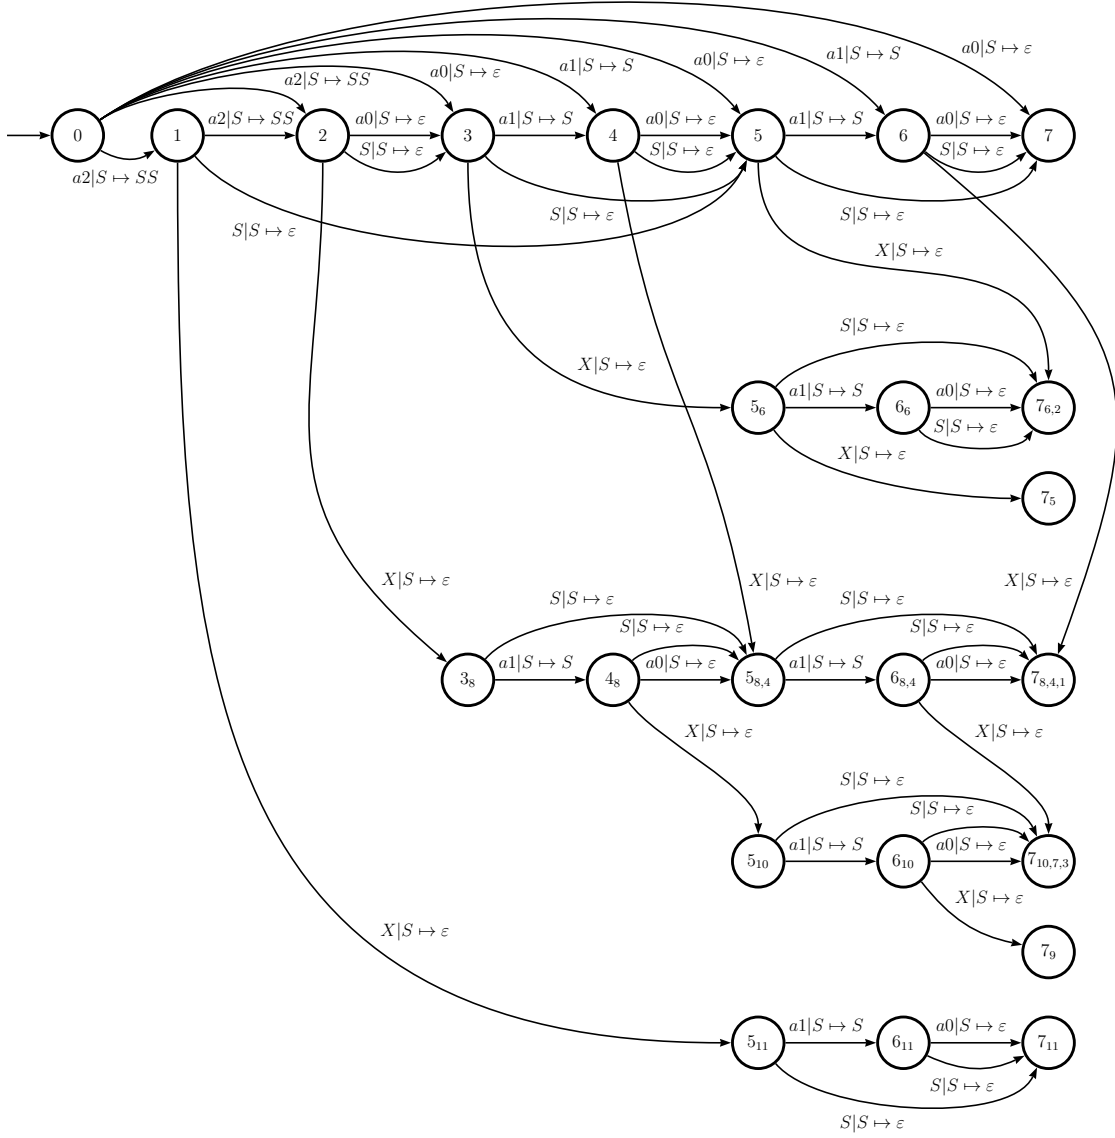 a0|S ↦ ε
a1|S ↦ S
a0|S ↦ ε
a1|S ↦ S
a0|S ↦ ε
a2|S ↦ SS
a2|S ↦ SS a0|S ↦ ε a1|S ↦ S a0|S ↦ ε a1|S ↦ S a0|S ↦ ε
0 1 2 3 4 5 6 7
S|S ↦ ε S|S ↦ ε S|S ↦ ε
a2|S ↦ SS
S|S ↦ ε S|S ↦ ε S|S ↦ ε
X|S ↦ ε
S|S ↦ ε
X|S ↦ ε
a1|S ↦ S a0|S ↦ ε
5₆ 6₆ 7₆,₂
S|S ↦ ε
X|S ↦ ε
7₅
X|S ↦ ε X|S ↦ ε X|S ↦ ε
S|S ↦ ε S|S ↦ ε
S|S ↦ ε S|S ↦ ε
a1|S ↦ S a0|S ↦ ε a1|S ↦ S a0|S ↦ ε
3₈ 4₈ 5₈,₄ 6₈,₄ 7₈,₄,₁
X|S ↦ ε X|S ↦ ε
S|S ↦ ε
S|S ↦ ε
a1|S ↦ S a0|S ↦ ε
5₁₀ 6₁₀ 7₁₀,₇,₃
X|S ↦ ε
X|S ↦ ε
7₉
a1|S ↦ S a0|S ↦ ε
5₁₁ 6₁₁ 7₁₁
S|S ↦ ε
S|S ↦ ε